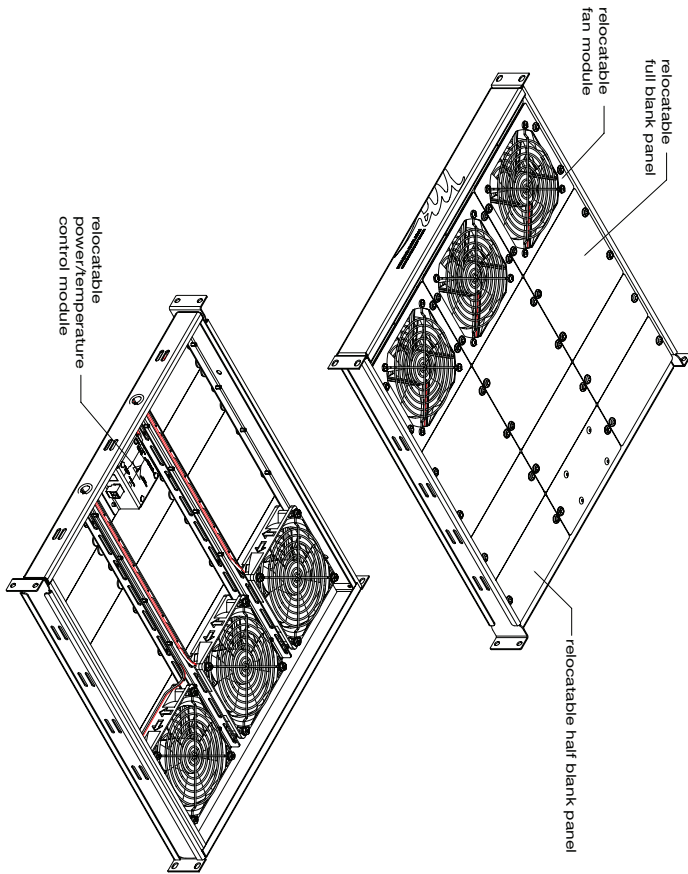 relocatable
full blank panel
relocatable
fan module
relocatable half blank panel
relocatable
power/temperature
control module